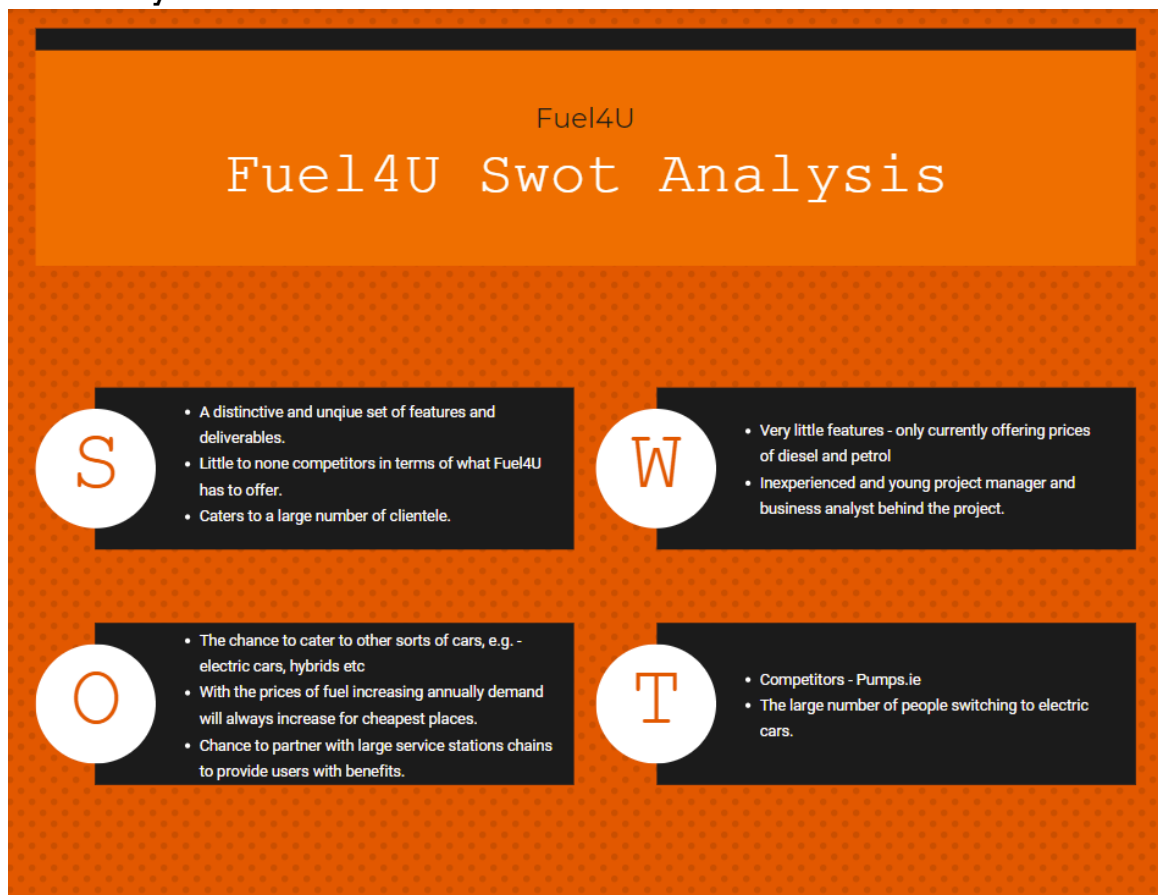 Fuel4U
Fuel4U Swot Analysis
S
• A distinctive and unqiue set of features and
deliverables.
• Little to none competitors in terms of what Fuel4U
has to offer.
• Caters to a large number of clientele.
W
• Very little features - only currently offering prices
of diesel and petrol
• Inexperienced and young project manager and
business analyst behind the project.
O
• The chance to cater to other sorts of cars, e.g. -
electric cars, hybrids etc
• With the prices of fuel increasing annually demand
will always increase for cheapest places.
• Chance to partner with large service stations chains
to provide users with benefits.
T
• Competitors - Pumps.ie
• The large number of people switching to electric
cars.